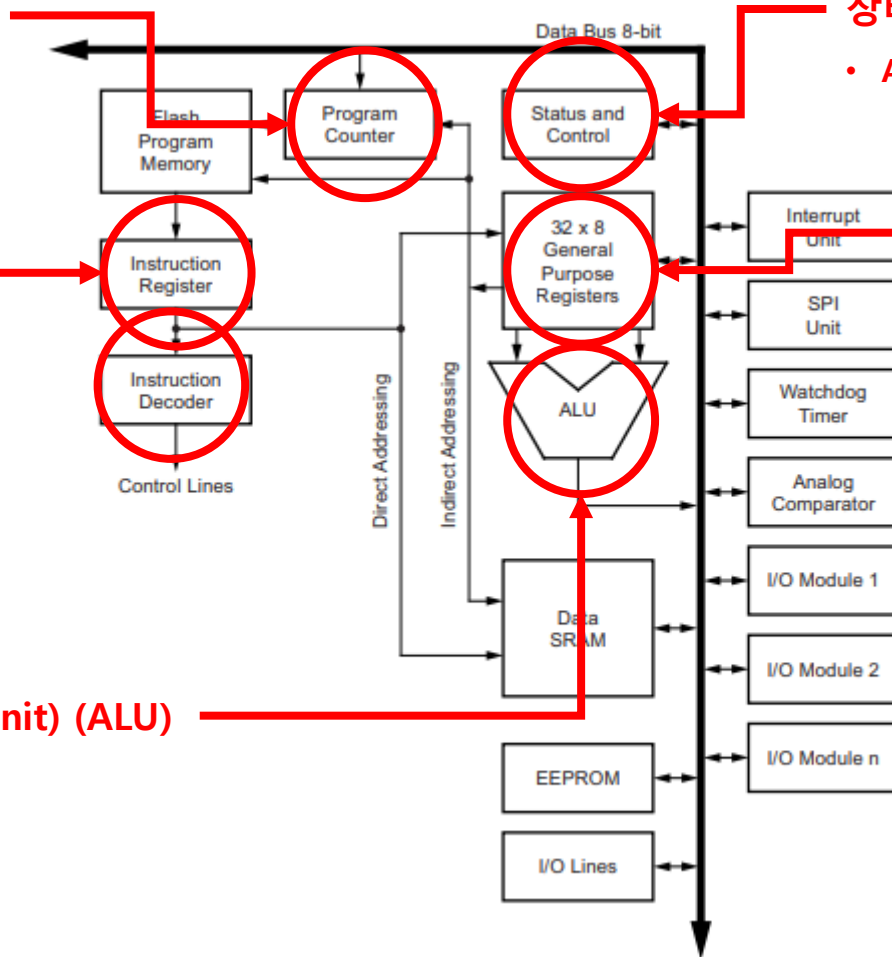 Data Bus 8-bit
• A
Flash
Program
Memory
Program
Counter
Status and
Control
32 x 8
General
Purpose
Registers
Interrupt
Unit
Instruction
Register
SPI
Unit
Instruction
Decoder
ALU
Watchdog
Timer
Control Lines
Direct Addressing
Indirect Addressing
Analog
Comparator
I/O Module 1
Data
SRAM
I/O Module 2
nit) (ALU)
I/O Module n
EEPROM
I/O Lines